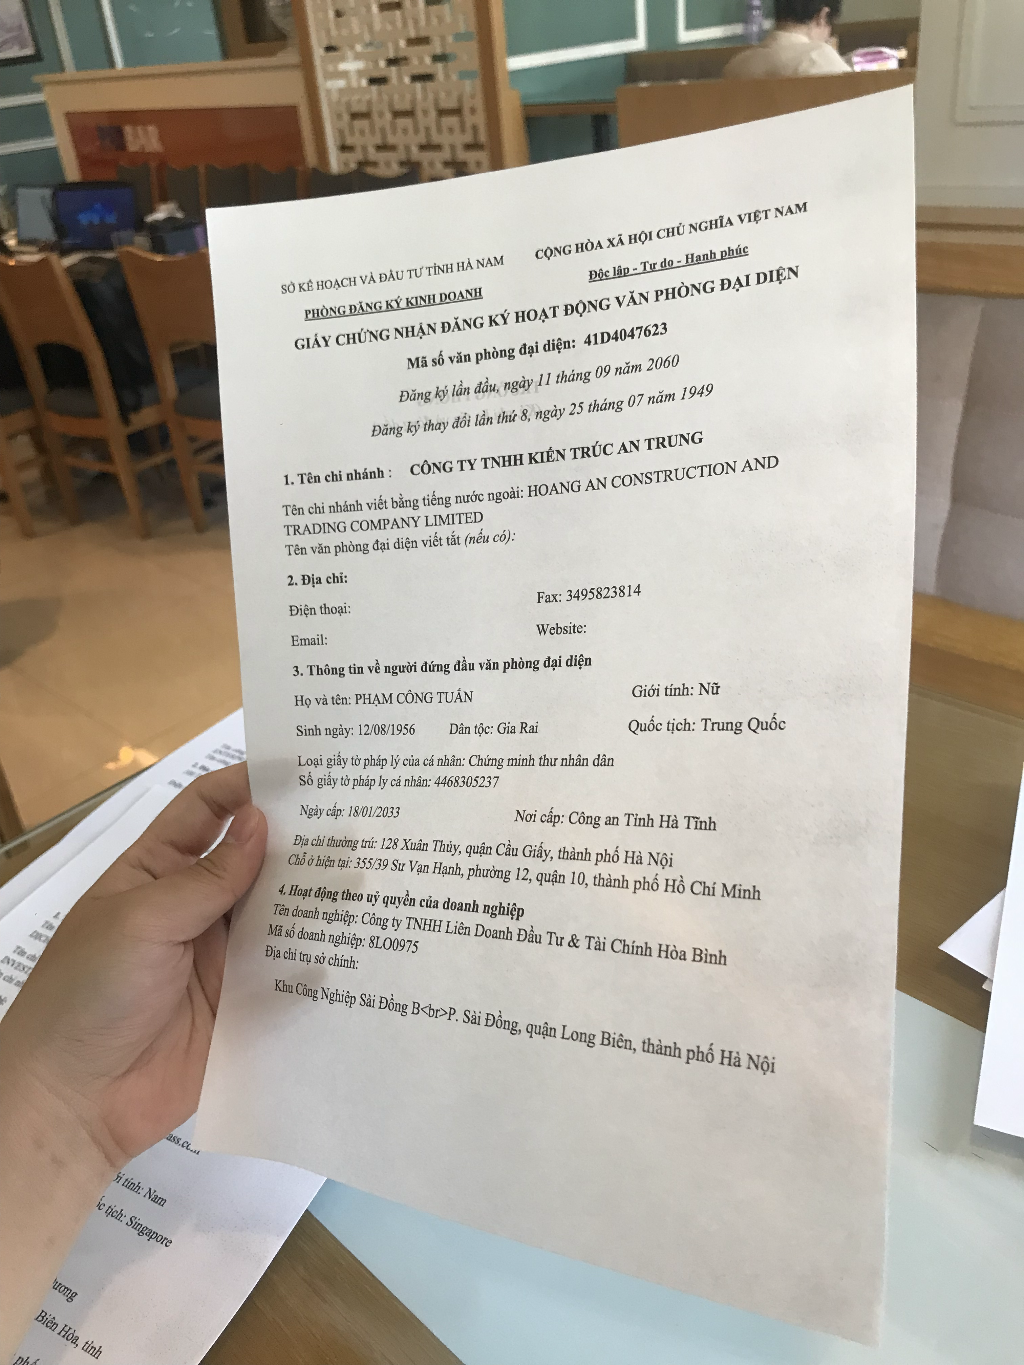 SỞ KẾ HOẠCH VÀ ĐẦU TƯ TỈNH HÀ NAM
PHÒNG ĐĂNG KÝ KINH DOANH
CỘNG HÒA XÃ HỘI CHỦ NGHĨA VIỆT NAM
Độc lập - Tự do - Hạnh phúc
GIẤY CHỨNG NHẬN ĐĂNG KÝ HOẠT ĐỘNG VĂN PHÒNG ĐẠI DIỆN
Mã số văn phòng đại diện: 41D4047623
Đăng ký lần đầu, ngày 11 tháng 09 năm 2060
Đăng ký thay đổi lần thứ 8, ngày 25 tháng 07 năm 1949
1. Tên chi nhánh : CÔNG TY TNHH KIẾN TRÚC AN TRUNG
Tên chi nhánh viết bằng tiếng nước ngoài: HOANG AN CONSTRUCTION AND
TRADING COMPANY LIMITED
Tên văn phòng đại diện viết tắt (nếu có):
2. Địa chỉ:
Điện thoại: Fax: 3495823814
Email: Website:
3. Thông tin về người đứng đầu văn phòng đại diện
Họ và tên: PHẠM CÔNG TUẤN Giới tính: Nữ
Sinh ngày: 12/08/1956 Dân tộc: Gia Rai Quốc tịch: Trung Quốc
Loại giấy tờ pháp lý của cá nhân: Chứng minh thư nhân dân
Số giấy tờ pháp lý cá nhân: 4468305237
Ngày cấp: 18/01/2033 Nơi cấp: Công an Tỉnh Hà Tĩnh
Địa chỉ thường trú: 128 Xuân Thủy, quận Cầu Giấy, thành phố Hà Nội
Chỗ ở hiện tại: 355/39 Sư Vạn Hạnh, phường 12, quận 10, thành phố Hồ Chí Minh
4. Hoạt động theo uỷ quyền của doanh nghiệp
Tên doanh nghiệp: Công ty TNHH Liên Doanh Đầu Tư & Tài Chính Hòa Bình
Mã số doanh nghiệp: 8LO0975
Địa chỉ trụ sở chính:
Khu Công Nghiệp Sài Đồng B<br>P. Sài Đồng, quận Long Biên, thành phố Hà Nội
BAR
tính: Nam
tịch: Singapore
Biên Hòa, tỉnh